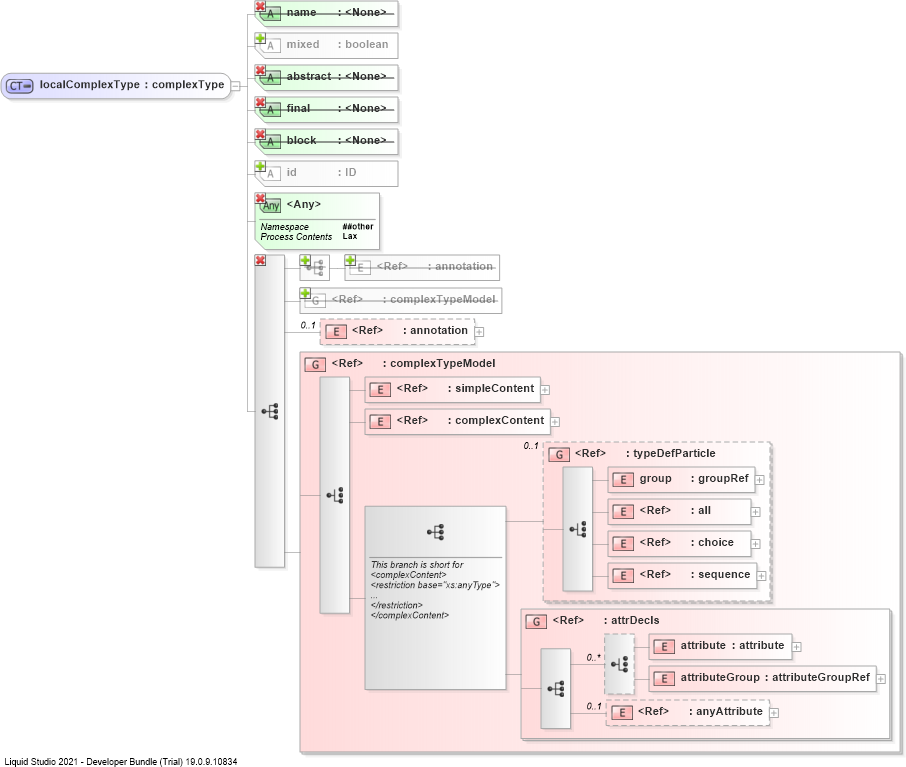 A name : <None>
A mixed : boolean
CT localComplexType : complexType
A abstract : <None>
A final : <None>
A block : <None>
A id : ID
Any <Any>
Namespace ##other
Process Contents Lax
E <Ref> : annotation
G <Ref> : complexTypeModel
0..1 E <Ref> : annotation
G <Ref> : complexTypeModel
E <Ref> : simpleContent
E <Ref> : complexContent
0..1 G <Ref> : typeDefParticle
E group : groupRef
E <Ref> : all
E <Ref> : choice
E <Ref> : sequence
This branch is short for
<complexContent>
<restriction base="xs:anyType">
...
</restriction>
</complexContent>
G <Ref> : attrDecls
0..* E attribute : attribute
E attributeGroup : attributeGroupRef
0..1 E <Ref> : anyAttribute
Liquid Studio 2021 - Developer Bundle (Trial) 19.0.9.10834